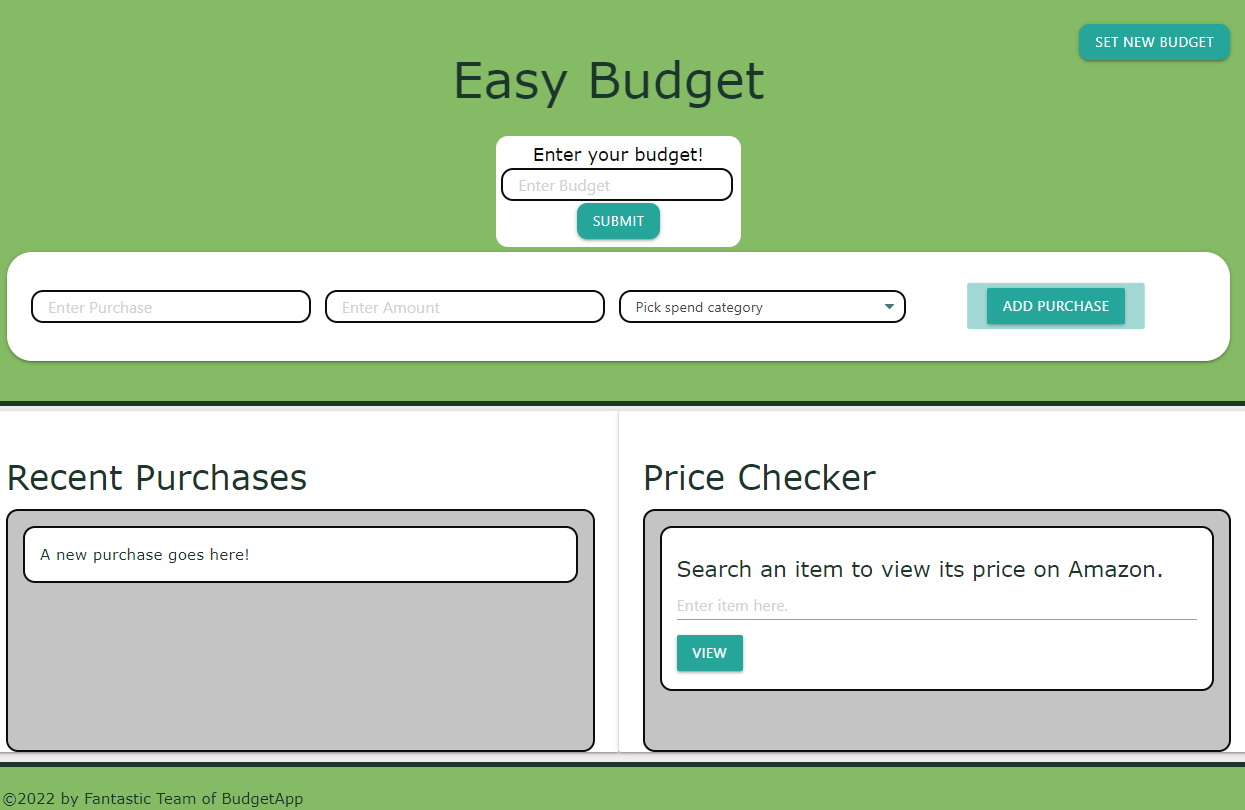 SET NEW BUDGET
Easy Budget
Enter your budget!
Enter Budget
SUBMIT
Enter Purchase
Enter Amount
Pick spend category
ADD PURCHASE
Recent Purchases
A new purchase goes here!
Price Checker
Search an item to view its price on Amazon.
Enter item here.
VIEW
©2022 by Fantastic Team of BudgetApp